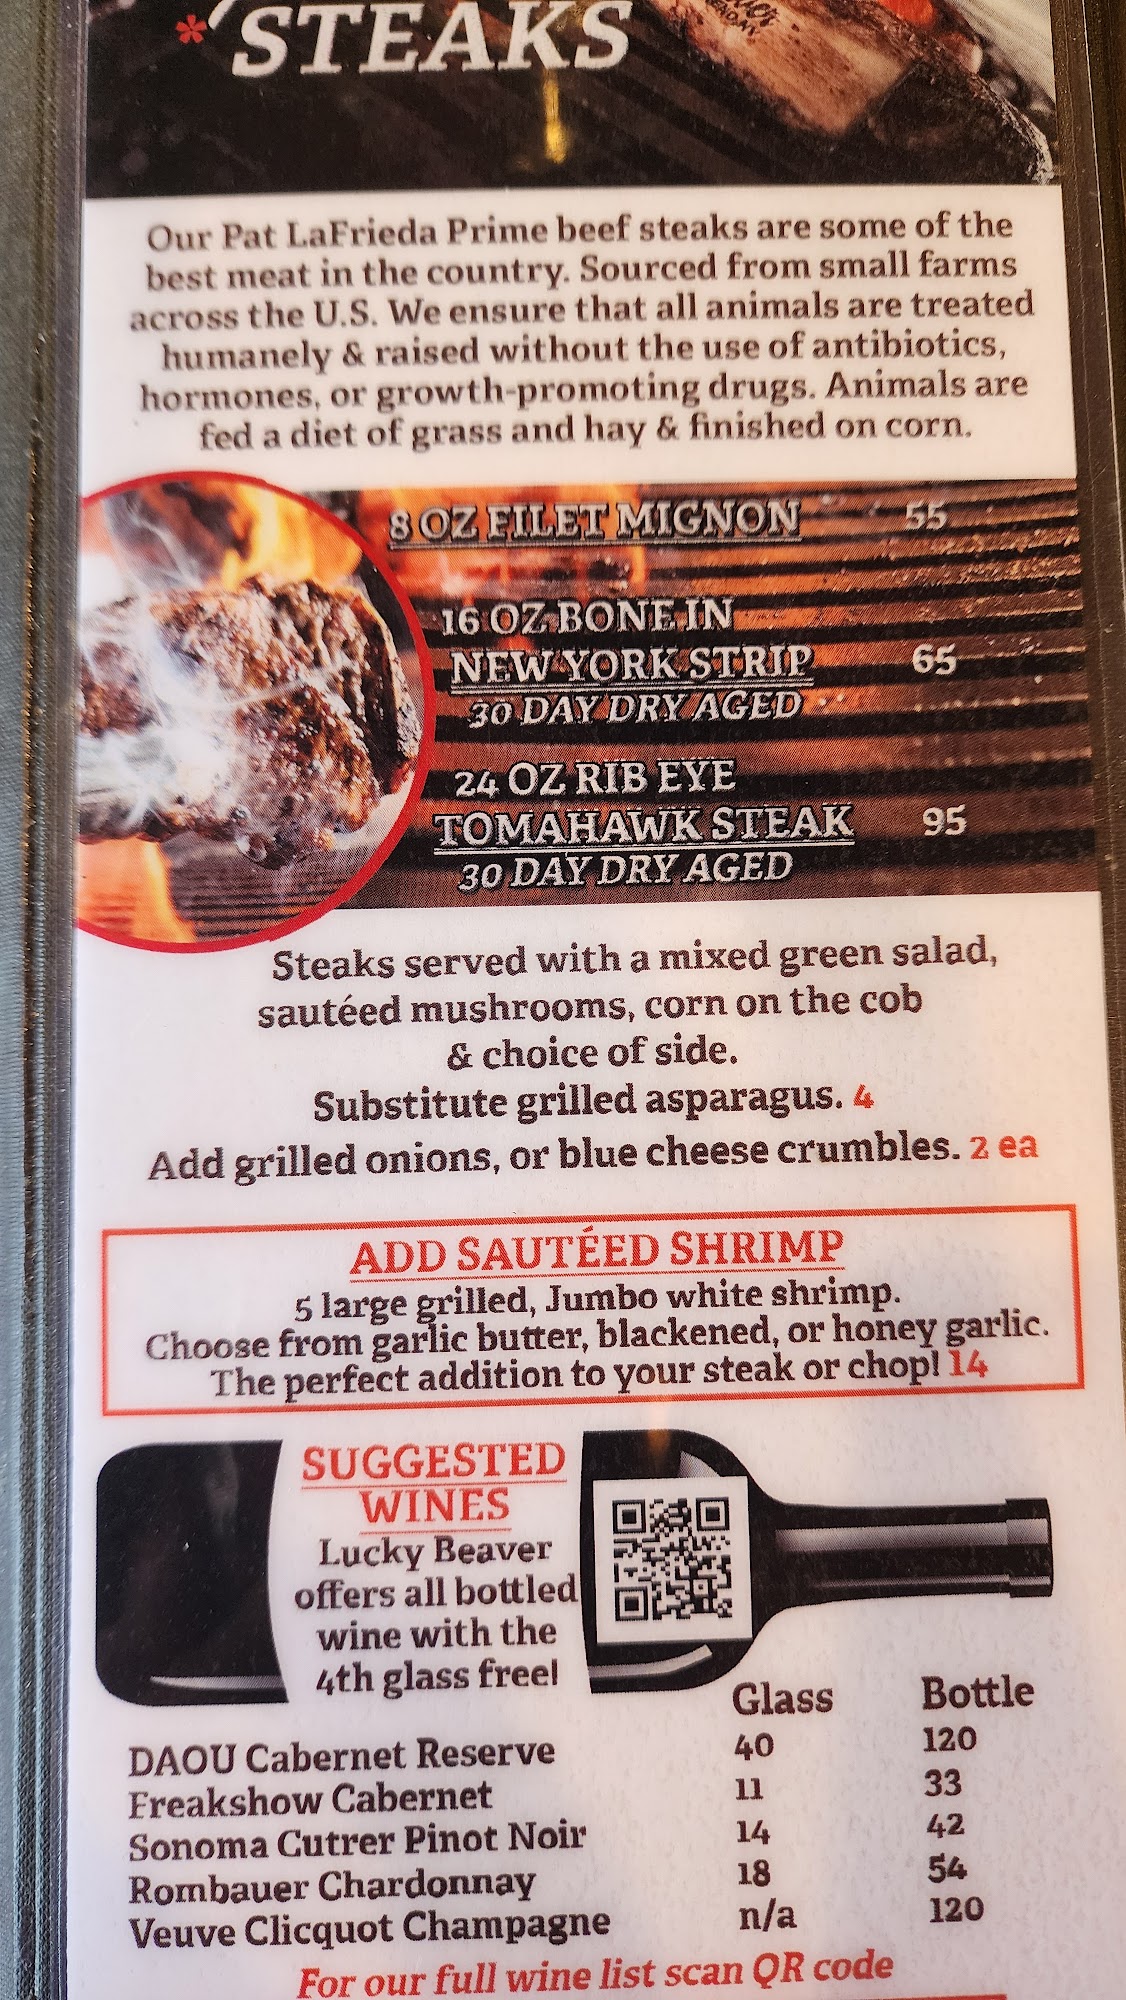 *STEAKS
Our Pat LaFrieda Prime beef steaks are some of the
best meat in the country. Sourced from small farms
across the U.S. We ensure that all animals are treated
humanely & raised without the use of antibiotics,
hormones, or growth-promoting drugs. Animals are
fed a diet of grass and hay & finished on corn.
8 OZ FILET MIGNON 55
16 OZ BONE IN
NEW YORK STRIP 65
30 DAY DRY AGED
24 OZ RIB EYE
TOMAHAWK STEAK 95
30 DAY DRY AGED
Steaks served with a mixed green salad,
sautéed mushrooms, corn on the cob
& choice of side.
Substitute grilled asparagus. 4
Add grilled onions, or blue cheese crumbles. 2 ea
ADD SAUTÉED SHRIMP
5 large grilled, Jumbo white shrimp.
Choose from garlic butter, blackened, or honey garlic.
The perfect addition to your steak or chop! 14
SUGGESTED
WINES
Lucky Beaver
offers all bottled
wine with the
4th glass free!
Glass Bottle
DAOU Cabernet Reserve 40 120
Freakshow Cabernet 11 33
Sonoma Cutrer Pinot Noir 14 42
Rombauer Chardonnay 18 54
Veuve Clicquot Champagne n/a 120
For our full wine list scan QR code